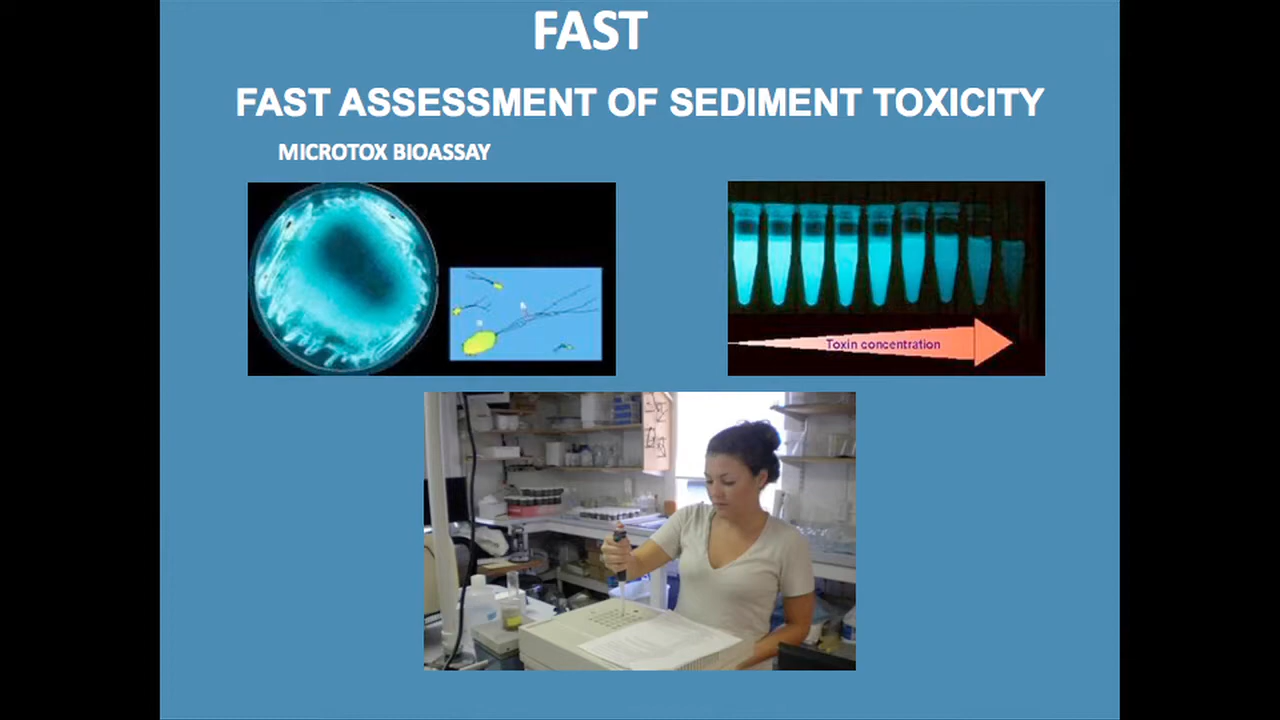 FAST
FAST ASSESSMENT OF SEDIMENT TOXICITY
MICROTOX BIOASSAY
Toxin concentration